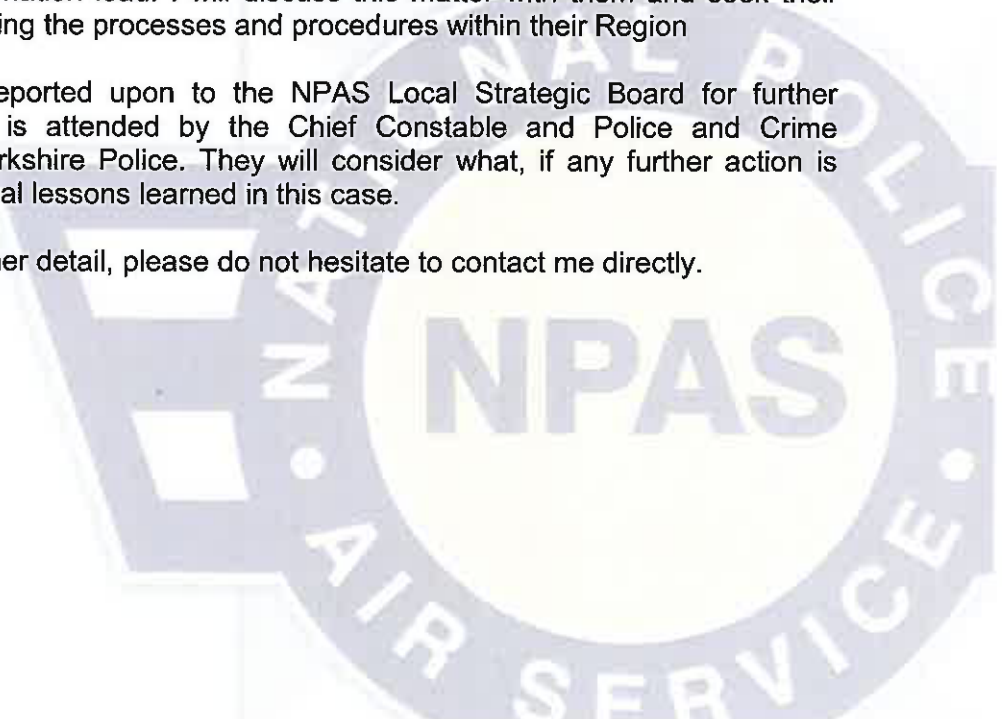 ing the processes and procedures within their Region
eported upon to the NPAS Local Strategic Board for further
is attended by the Chief Constable and Police and Crime
rkshire Police. They will consider what, if any further action is
al lessons learned in this case.
er detail, please do not hesitate to contact me directly.
NATIONAL POLICE
NPAS
AIR SERVICE